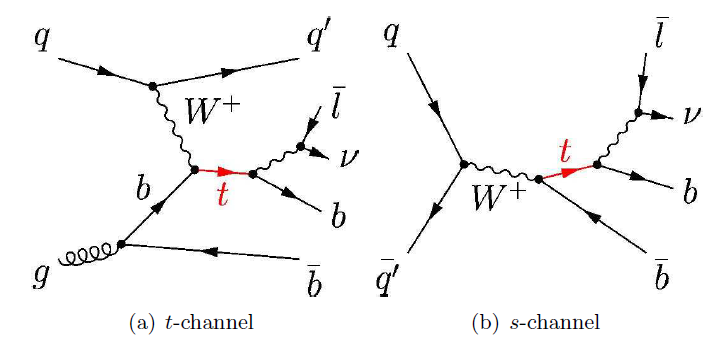 q
q′
W⁺
l̄
ν
b
t
b
g
b̄
(a) t-channel
q
l̄
ν
t
W⁺
b
q̄′
b̄
(b) s-channel